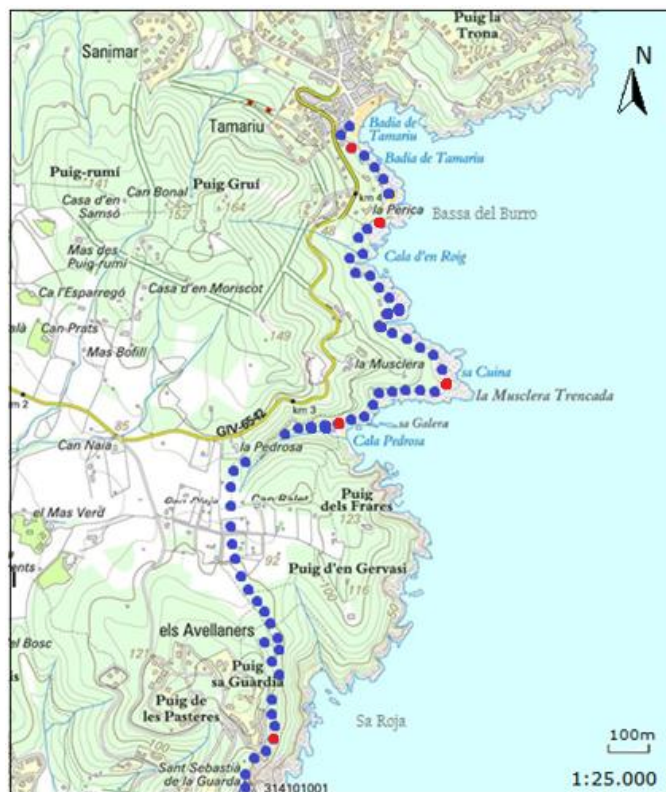 Puig la
Trona
Sanimar
N
Tamariu
Badia de
Tamariu
Badia de Tamariu
Puig-rumí
141
Can Bonal
Puig Gruí
km 4
Casa d'en
Samsó
152
164
la Perica
Bassa del Burro
48
Mas des
Puig-rumí
Cala d'en Roig
Ca l'Esparregó
Casa d'en Moriscot
Can-Prats
149
Mas Bofill
la Musclera
sa Cuina
la Musclera Trencada
km 2
GIV-6542
km 3
sa Galera
85
Can Naia
la Pedrosa
Cala Pedrosa
Puig
dels Frares
el Mas Verd
123
92
Puig d'en Gervasi
100
116
50
els Avellaners
el Bosc
121
Puig
sa Guàrdia
Puig de
les Pasteres
Sa Roja
100
100m
Sant Sebastià
de la Guarda
314101001
1:25.000